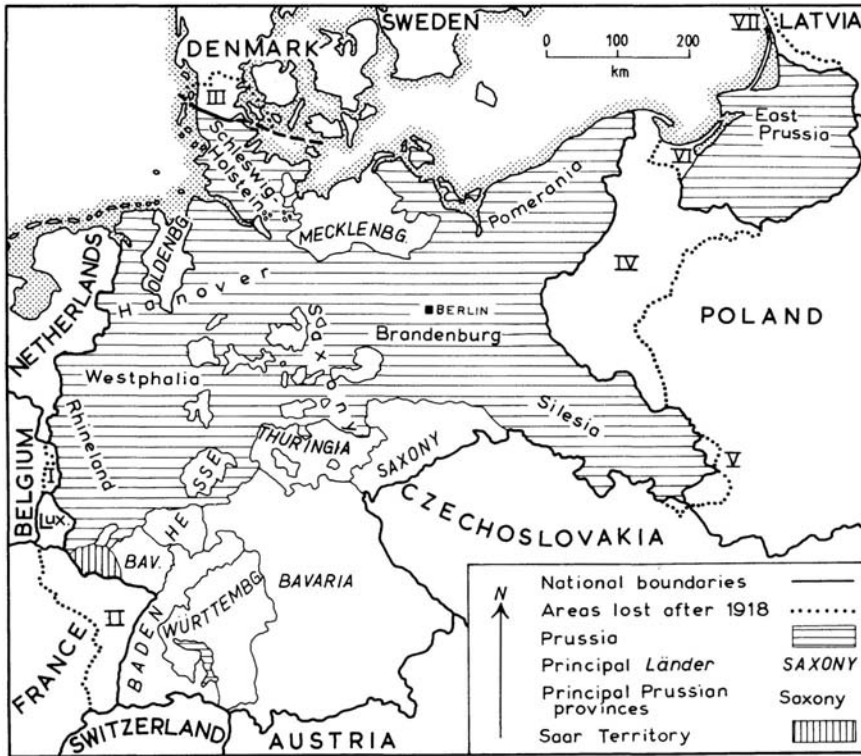 SWEDEN
VII
LATVIA
DENMARK
0 100 200
km
III
East
Prussia
Schleswig-
Holstein
VI
Pomerania
MECKLENBG.
OLDENBG.
NETHERLANDS
Hanover
IV
BERLIN
POLAND
Brandenburg
Saxony
Westphalia
Silesia
Rhineland
THURINGIA
SAXONY
V
BELGIUM
I
HESSE
Lux.
CZECHOSLOVAKIA
BAV.
BAVARIA
WÜRTTEMBG.
II
BADEN
FRANCE
SWITZERLAND
AUSTRIA
N
National boundaries
Areas lost after 1918
Prussia
Principal Länder SAXONY
Principal Prussian Saxony
provinces
Saar Territory